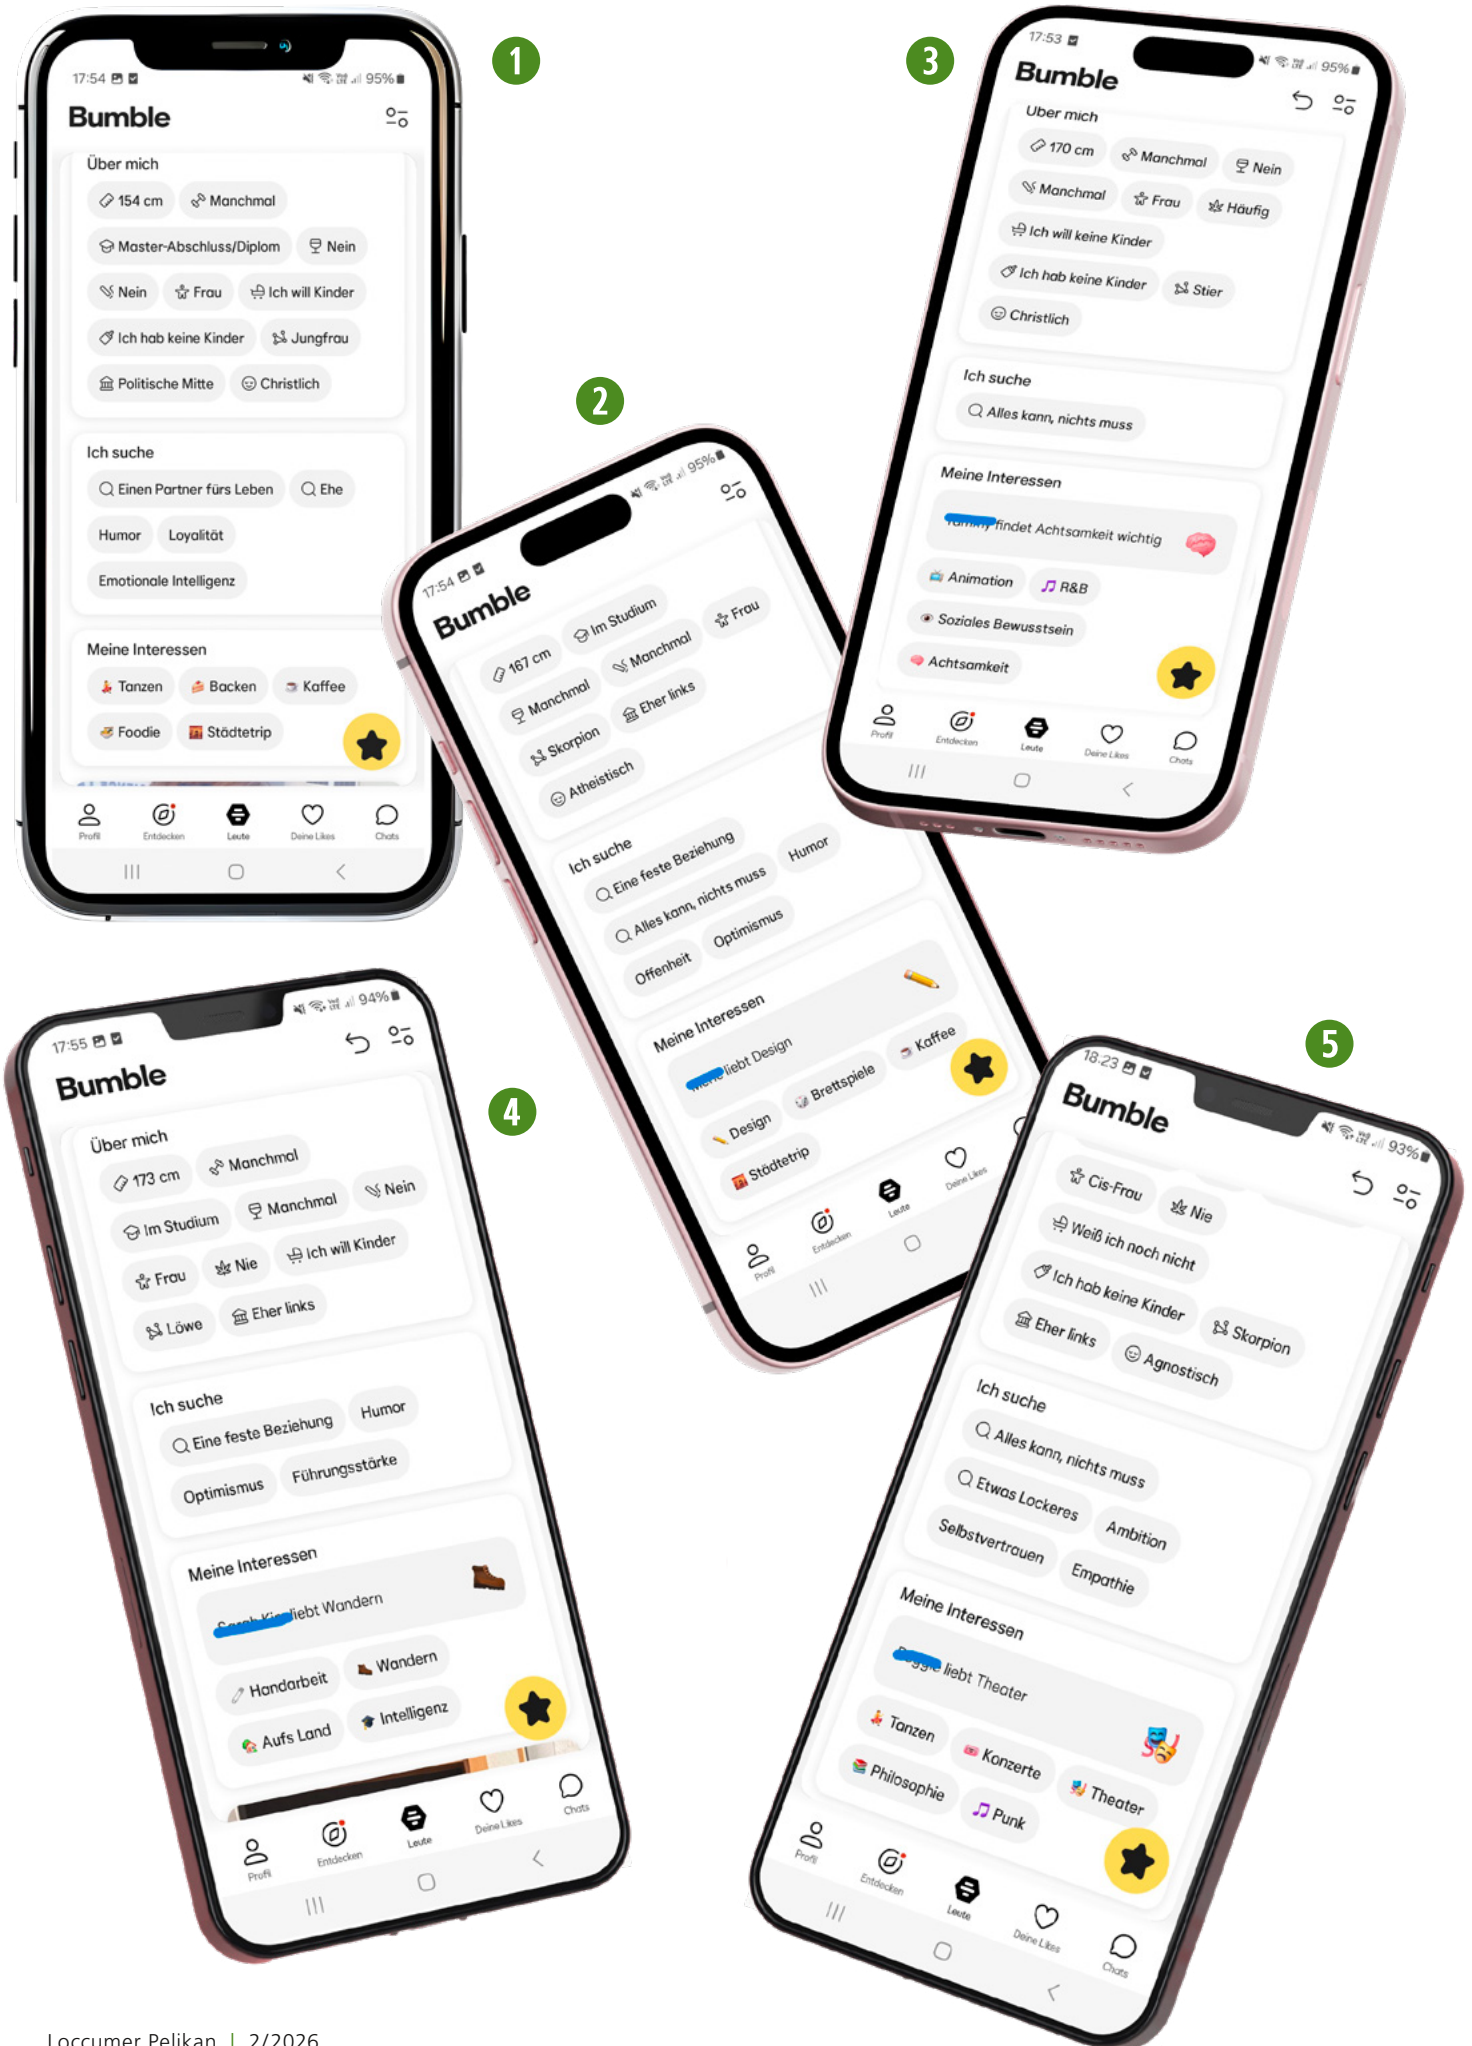 1
17:54 95%
Bumble
Über mich
154 cm Manchmal
Master-Abschluss/Diplom Nein
Nein Frau Ich will Kinder
Ich hab keine Kinder Jungfrau
Politische Mitte Christlich
Ich suche
Einen Partner fürs Leben Ehe
Humor Loyalität
Emotionale Intelligenz
Meine Interessen
Tanzen Backen Kaffee
Foodie Städtetrip
Profil Entdecken Leute Deine Likes Chats
2
17:54 95%
Bumble
167 cm Im Studium
Manchmal Manchmal Frau
Skorpion Eher links
Atheistisch
Ich suche
Eine feste Beziehung
Alles kann, nichts muss Humor
Offenheit Optimismus
Meine Interessen
liebt Design
Design Brettspiele Kaffee
Städtetrip
Profil Entdecken Leute Deine Likes
3
17:53 95%
Bumble
Über mich
170 cm Manchmal Nein
Manchmal Frau Häufig
Ich will keine Kinder
Ich hab keine Kinder Stier
Christlich
Ich suche
Alles kann, nichts muss
Meine Interessen
findet Achtsamkeit wichtig
Animation R&B
Soziales Bewusstsein
Achtsamkeit
Profil Entdecken Leute Deine Likes Chats
4
17:55 94%
Bumble
Über mich
173 cm Manchmal
Im Studium Manchmal Nein
Frau Nie Ich will Kinder
Löwe Eher links
Ich suche
Eine feste Beziehung Humor
Optimismus Führungsstärke
Meine Interessen
liebt Wandern
Handarbeit Wandern
Aufs Land Intelligenz
Profil Entdecken Leute Deine Likes Chats
5
18:23 93%
Bumble
Cis-Frau Nie
Weiß ich noch nicht
Ich hab keine Kinder Skorpion
Eher links Agnostisch
Ich suche
Alles kann, nichts muss
Etwas Lockeres Ambition
Selbstvertrauen Empathie
Meine Interessen
liebt Theater
Tanzen Konzerte Theater
Philosophie Punk
Profil Entdecken Leute Deine Likes Chats
Loccumer Pelikan | 2/2026